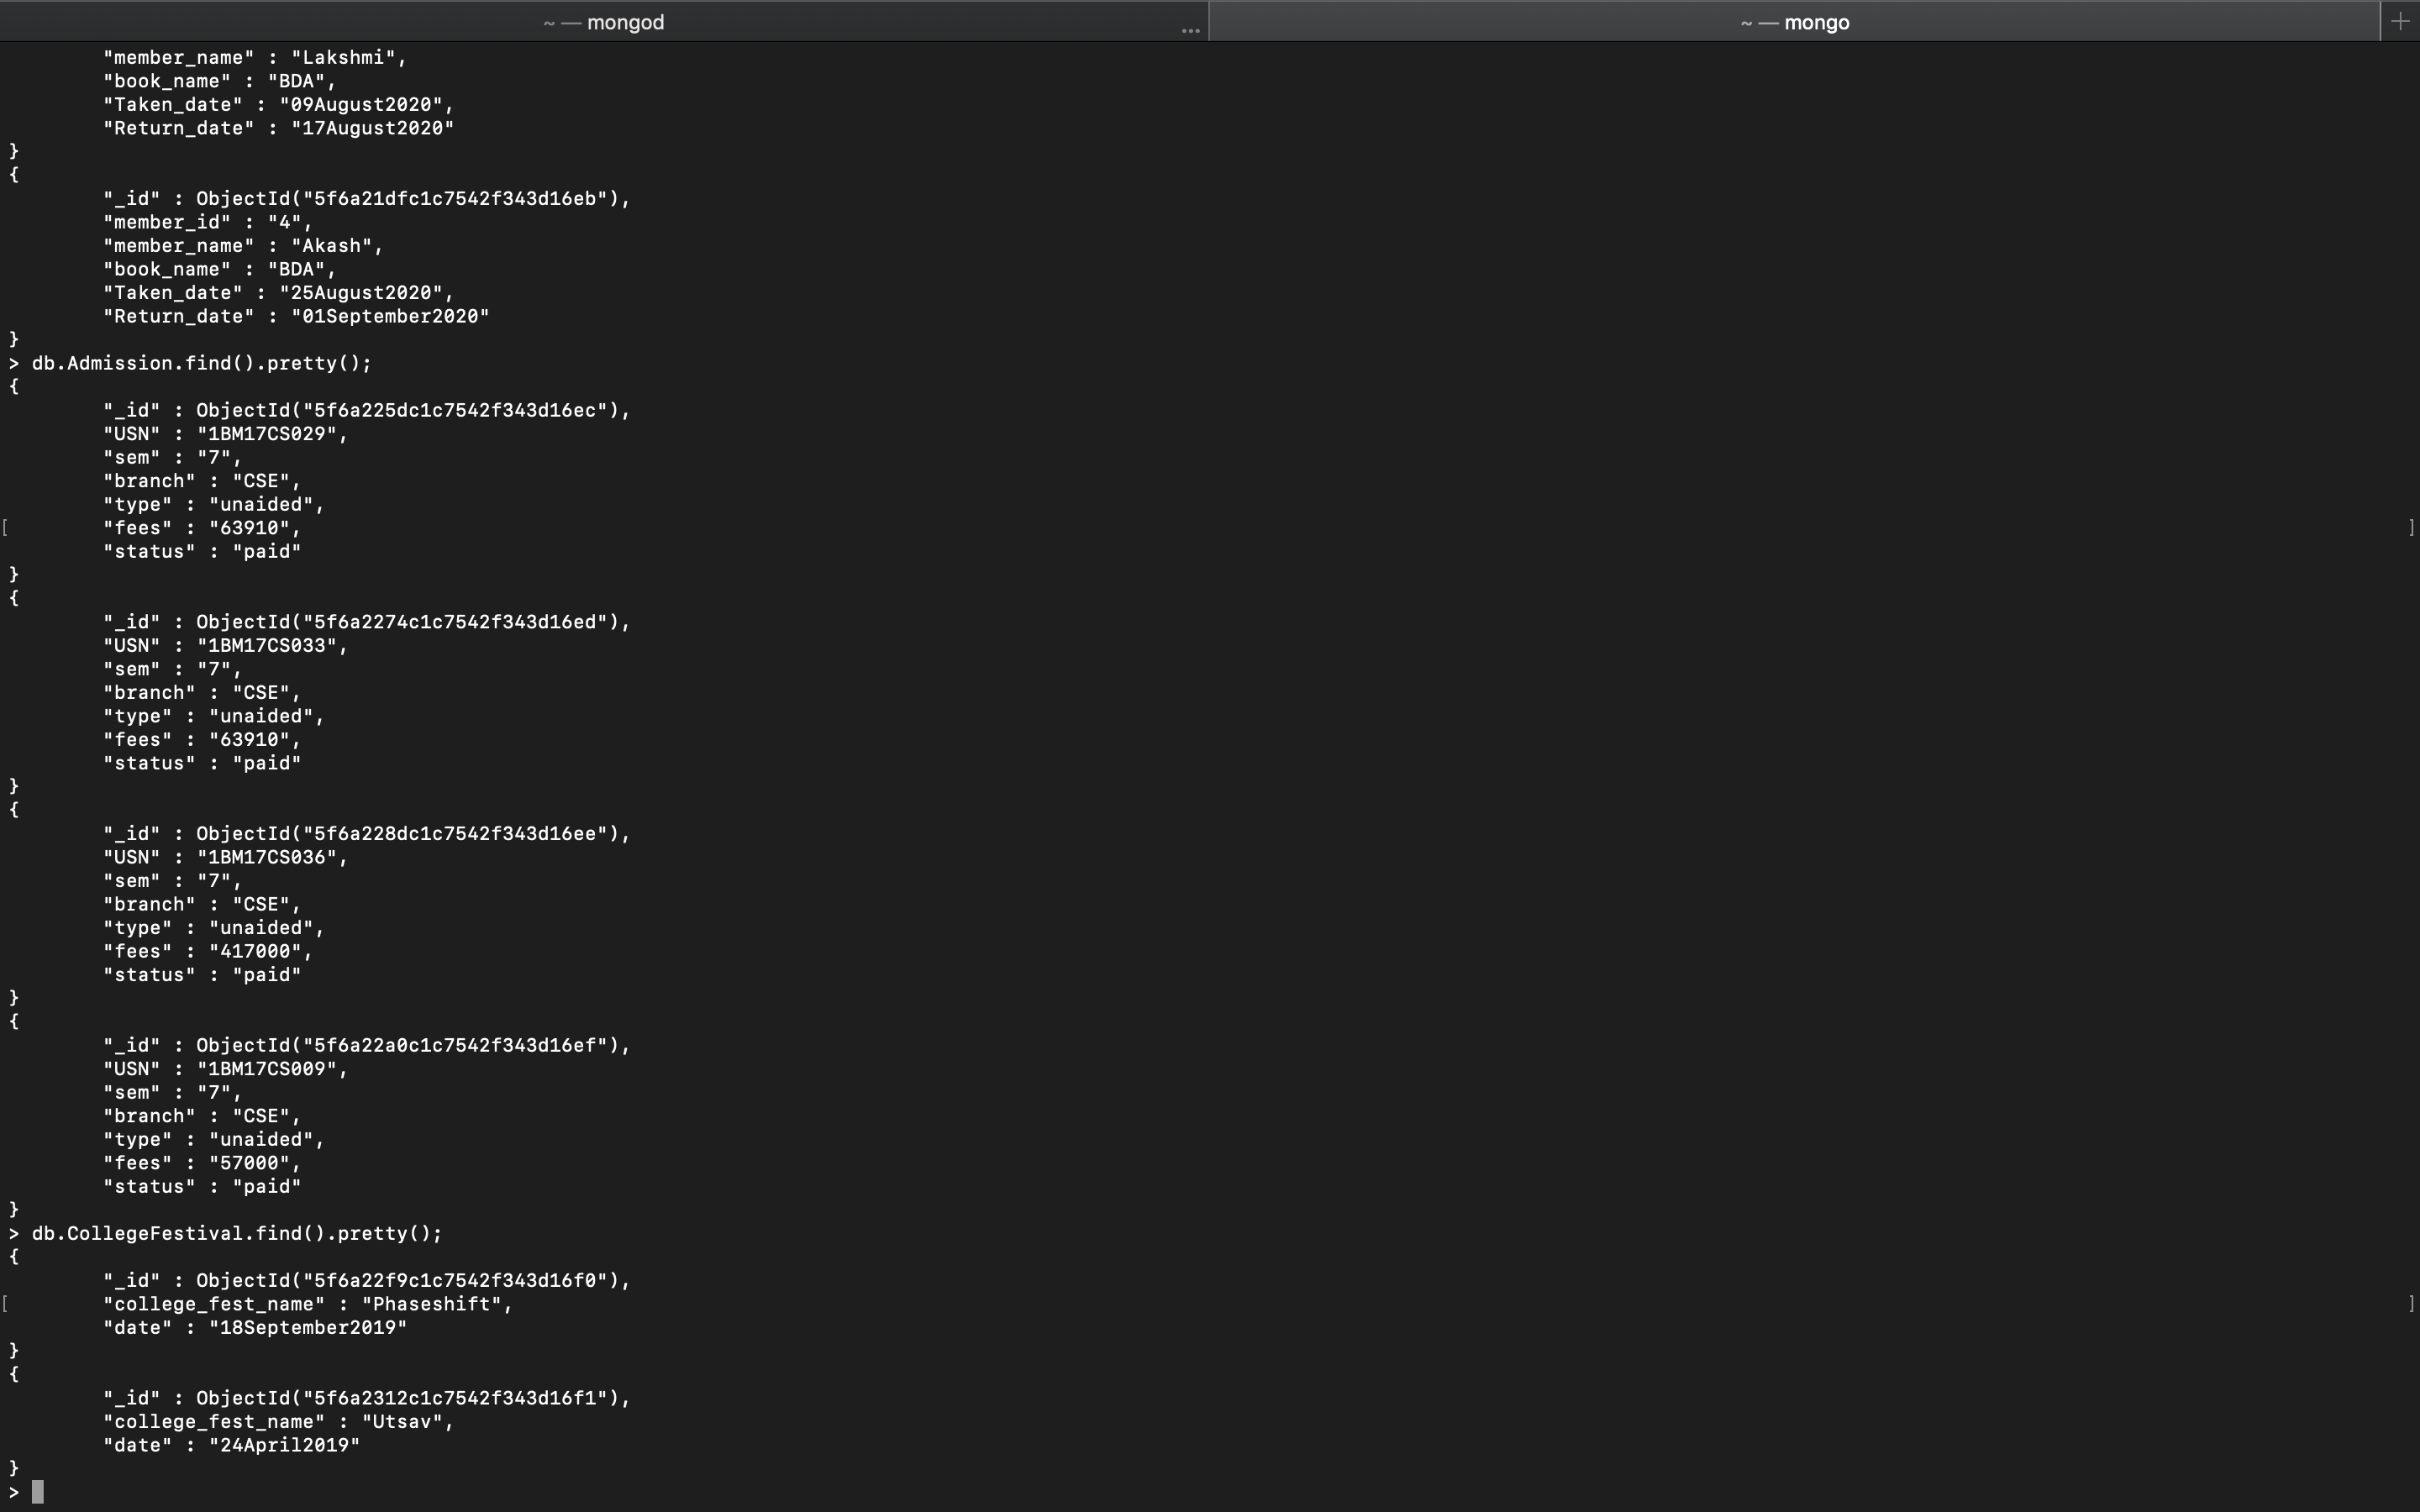 ~ — mongod
...
~ — mongo
+
"member_name" : "Lakshmi",
"book_name" : "BDA",
"Taken_date" : "09August2020",
"Return_date" : "17August2020"
}
{
"_id" : ObjectId("5f6a21dfc1c7542f343d16eb"),
"member_id" : "4",
"member_name" : "Akash",
"book_name" : "BDA",
"Taken_date" : "25August2020",
"Return_date" : "01September2020"
}
> db.Admission.find().pretty();
{
"_id" : ObjectId("5f6a225dc1c7542f343d16ec"),
"USN" : "1BM17CS029",
"sem" : "7",
"branch" : "CSE",
"type" : "unaided",
[ "fees" : "63910", ]
"status" : "paid"
}
{
"_id" : ObjectId("5f6a2274c1c7542f343d16ed"),
"USN" : "1BM17CS033",
"sem" : "7",
"branch" : "CSE",
"type" : "unaided",
"fees" : "63910",
"status" : "paid"
}
{
"_id" : ObjectId("5f6a228dc1c7542f343d16ee"),
"USN" : "1BM17CS036",
"sem" : "7",
"branch" : "CSE",
"type" : "unaided",
"fees" : "417000",
"status" : "paid"
}
{
"_id" : ObjectId("5f6a22a0c1c7542f343d16ef"),
"USN" : "1BM17CS009",
"sem" : "7",
"branch" : "CSE",
"type" : "unaided",
"fees" : "57000",
"status" : "paid"
}
> db.CollegeFestival.find().pretty();
{
"_id" : ObjectId("5f6a22f9c1c7542f343d16f0"),
[ "college_fest_name" : "Phaseshift", ]
"date" : "18September2019"
}
{
"_id" : ObjectId("5f6a2312c1c7542f343d16f1"),
"college_fest_name" : "Utsav",
"date" : "24April2019"
}
>